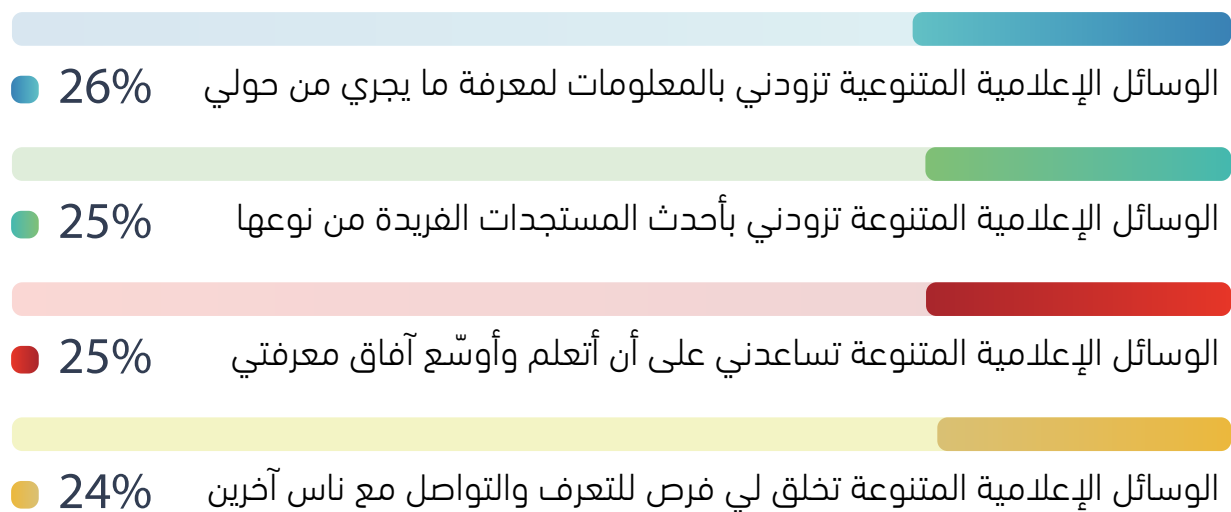 الوسائل الإعلامية المتنوعية تزودني بالمعلومات لمعرفة ما يجري من حولي 26%
الوسائل الإعلامية المتنوعة تزودني بأحدث المستجدات الفريدة من نوعها 25%
الوسائل الإعلامية المتنوعة تساعدني على أن أتعلم وأوسّع آفاق معرفتي 25%
الوسائل الإعلامية المتنوعة تخلق لي فرص للتعرف والتواصل مع ناس آخرين 24%